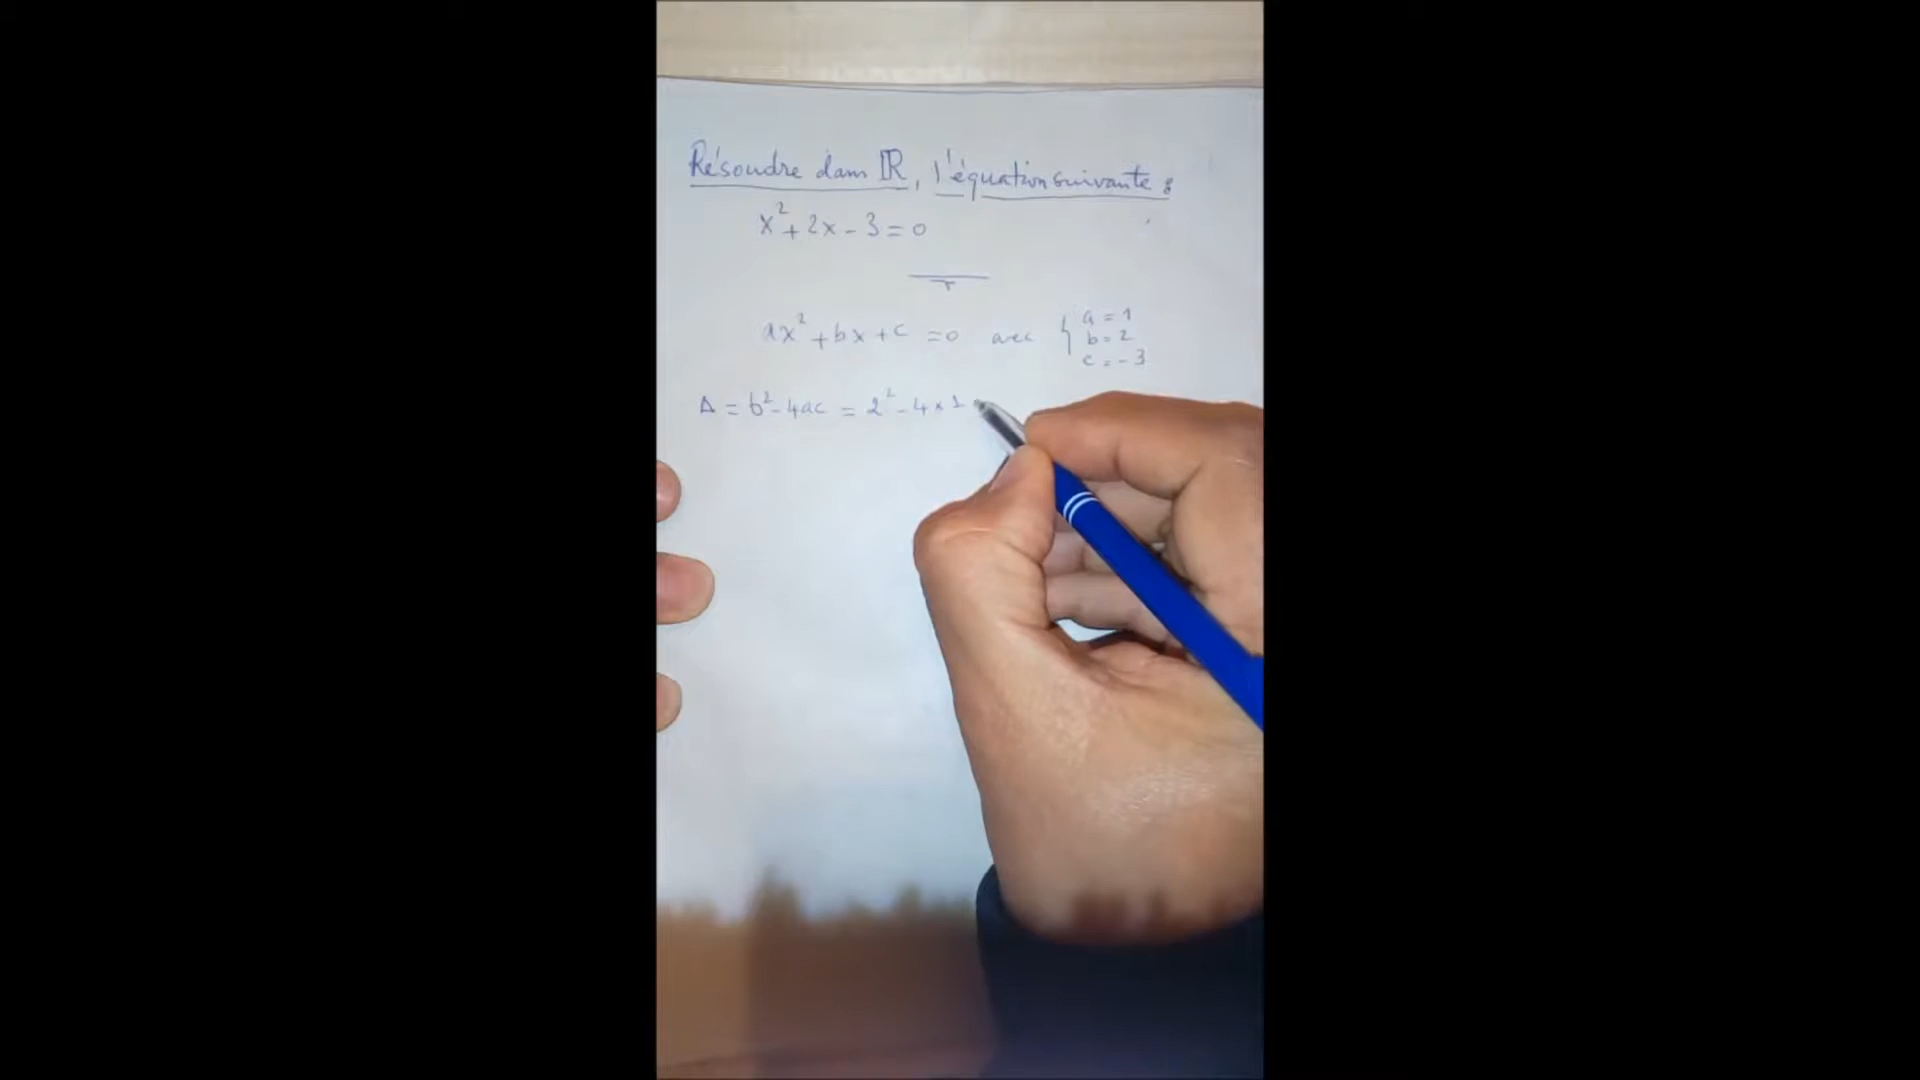 Résoudre dans ℝ, l'équation suivante :
x² + 2x - 3 = 0
ax² + bx + c = 0 avec { a = 1
b = 2
c = - 3
Δ = b² - 4ac = 2² - 4 × 1